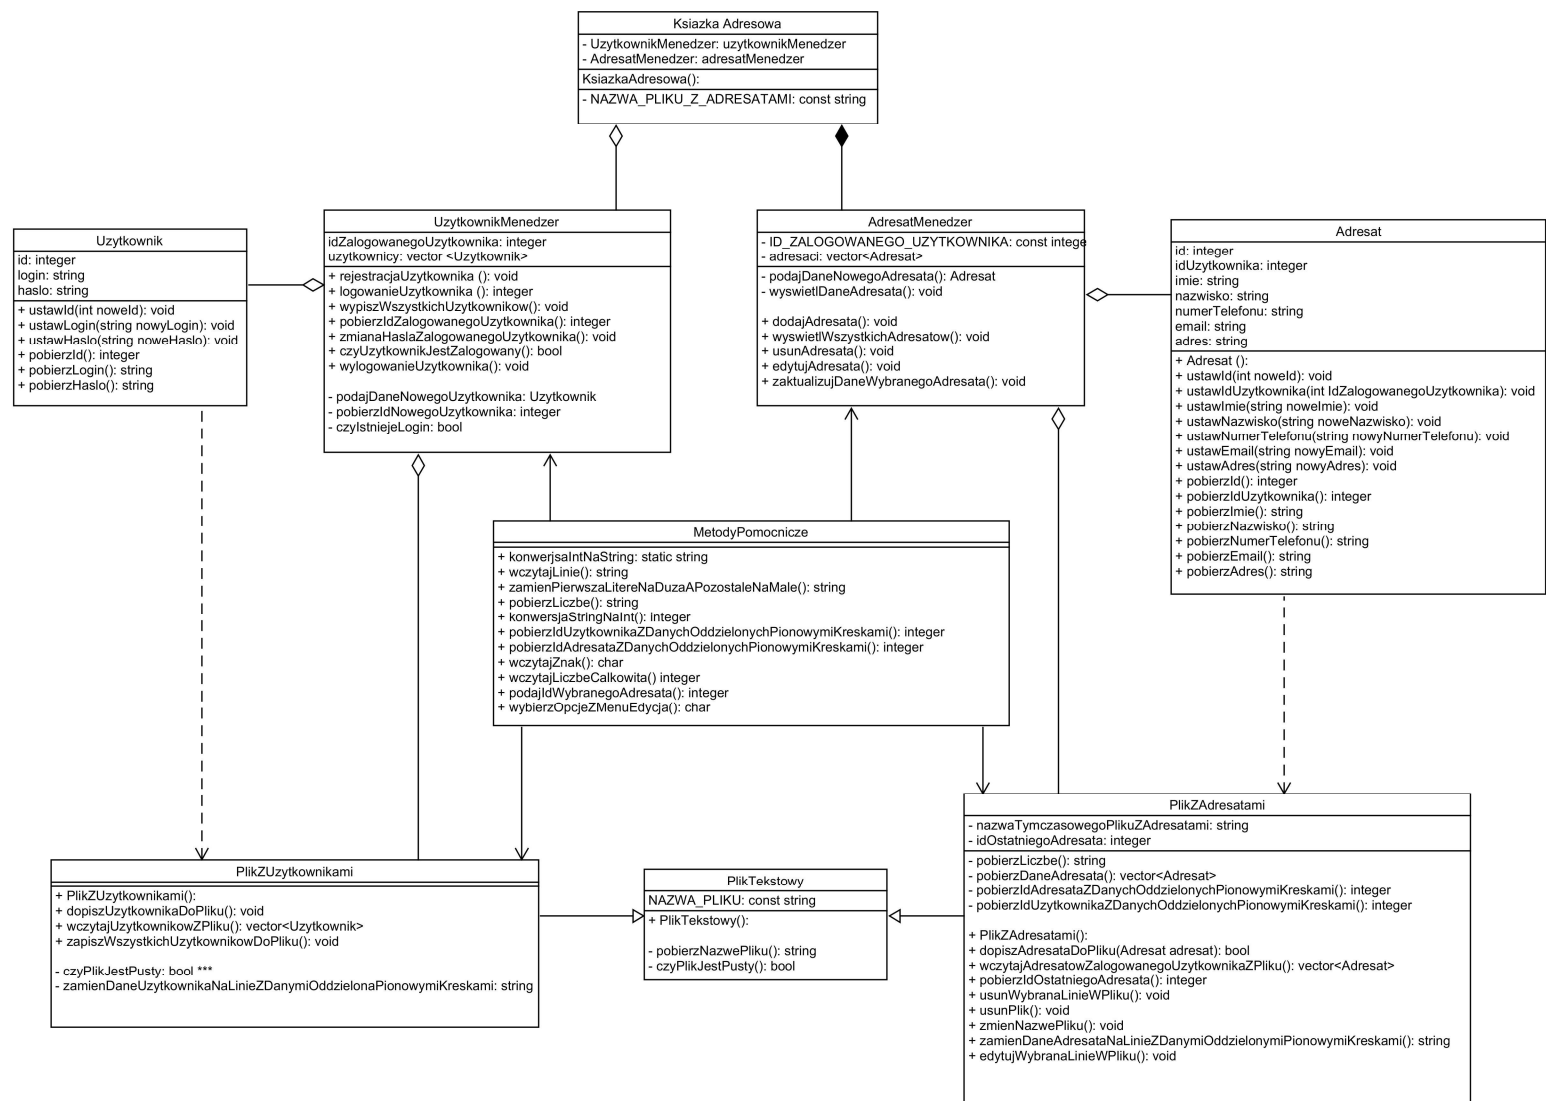 Ksiazka Adresowa
- UzytkownikMenedzer: uzytkownikMenedzer
- AdresatMenedzer: adresatMenedzer
KsiazkaAdresowa():
- NAZWA_PLIKU_Z_ADRESATAMI: const string
Uzytkownik
id: integer
login: string
haslo: string
+ ustawId(int noweId): void
+ ustawLogin(string nowyLogin): void
+ ustawHaslo(string noweHaslo): void
+ pobierzId(): integer
+ pobierzLogin(): string
+ pobierzHaslo(): string
UzytkownikMenedzer
idZalogowanegoUzytkownika: integer
uzytkownicy: vector <Uzytkownik>
+ rejestracjaUzytkownika (): void
+ logowanieUzytkownika (): integer
+ wypiszWszystkichUzytkownikow(): void
+ pobierzIdZalogowanegoUzytkownika(): integer
+ zmianaHaslaZalogowanegoUzytkownika(): void
+ czyUzytkownikJestZalogowany(): bool
+ wylogowanieUzytkownika(): void
- podajDaneNowegoUzytkownika: Uzytkownik
- pobierzIdNowegoUzytkownika: integer
- czyIstniejeLogin: bool
AdresatMenedzer
- ID_ZALOGOWANEGO_UZYTKOWNIKA: const intege
- adresaci: vector<Adresat>
- podajDaneNowegoAdresata(): Adresat
- wyswietlDaneAdresata(): void
+ dodajAdresata(): void
+ wyswietlWszystkichAdresatow(): void
+ usunAdresata(): void
+ edytujAdresata(): void
+ zaktualizujDaneWybranegoAdresata(): void
Adresat
id: integer
idUzytkownika: integer
imie: string
nazwisko: string
numerTelefonu: string
email: string
adres: string
+ Adresat ():
+ ustawId(int noweId): void
+ ustawIdUzytkownika(int IdZalogowanegoUzytkownika): void
+ ustawImie(string noweImie): void
+ ustawNazwisko(string noweNazwisko): void
+ ustawNumerTelefonu(string nowyNumerTelefonu): void
+ ustawEmail(string nowyEmail): void
+ ustawAdres(string nowyAdres): void
+ pobierzId(): integer
+ pobierzIdUzytkownika(): integer
+ pobierzImie(): string
+ pobierzNazwisko(): string
+ pobierzNumerTelefonu(): string
+ pobierzEmail(): string
+ pobierzAdres(): string
MetodyPomocnicze
+ konwerjsaIntNaString: static string
+ wczytajLinie(): string
+ zamienPierwszaLitereNaDuzaAPozostaleNaMale(): string
+ pobierzLiczbe(): string
+ konwersjaStringNaInt(): integer
+ pobierzIdUzytkownikaZDanychOddzielonychPionowymiKreskami(): integer
+ pobierzIdAdresataZDanychOddzielonychPionowymiKreskami(): integer
+ wczytajZnak(): char
+ wczytajLiczbeCalkowita() integer
+ podajIdWybranegoAdresata(): integer
+ wybierzOpcjeZMenuEdycja(): char
PlikZUzytkownikami
+ PlikZUzytkownikami():
+ dopiszUzytkownikaDoPliku(): void
+ wczytajUzytkownikowZPliku(): vector<Uzytkownik>
+ zapiszWszystkichUzytkownikowDoPliku(): void
- czyPlikJestPusty: bool ***
- zamienDaneUzytkownikaNaLinieZDanymiOddzielonaPionowymiKreskami: string
PlikTekstowy
NAZWA_PLIKU: const string
+ PlikTekstowy():
- pobierzNazwePliku(): string
- czyPlikJestPusty(): bool
PlikZAdresatami
- nazwaTymczasowegoPlikuZAdresatami: string
- idOstatniegoAdresata: integer
- pobierzLiczbe(): string
- pobierzDaneAdresata(): vector<Adresat>
- pobierzIdAdresataZDanychOddzielonychPionowymiKreskami(): integer
- pobierzIdUzytkownikaZDanychOddzielonychPionowymiKreskami(): integer
+ PlikZAdresatami():
+ dopiszAdresataDoPliku(Adresat adresat): bool
+ wczytajAdresatowZalogowanegoUzytkownikaZPliku(): vector<Adresat>
+ pobierzIdOstatniegoAdresata(): integer
+ usunWybranaLinieWPliku(): void
+ usunPlik(): void
+ zmienNazwePliku(): void
+ zamienDaneAdresataNaLinieZDanymiOddzielonymiPionowymiKreskami(): string
+ edytujWybranaLinieWPliku(): void